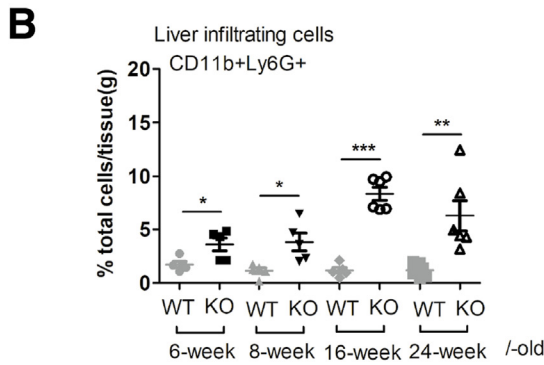 B
Liver infiltrating cells
CD11b+Ly6G+
% total cells/tissue(g)
20
15
10
5
0
* * *** **
WT KO WT KO WT KO WT KO
6-week 8-week 16-week 24-week /-old